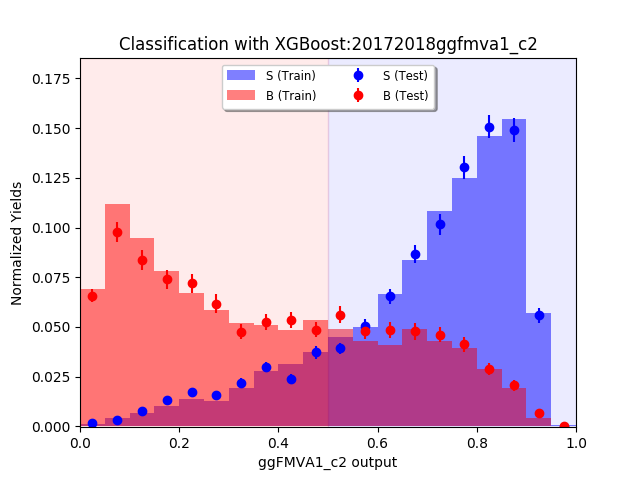 Classification with XGBoost:20172018ggfmva1_c2
S (Train)
B (Train)
S (Test)
B (Test)
Normalized Yields
0.175
0.150
0.125
0.100
0.075
0.050
0.025
0.000
0.0
0.2
0.4
0.6
0.8
1.0
ggFMVA1_c2 output